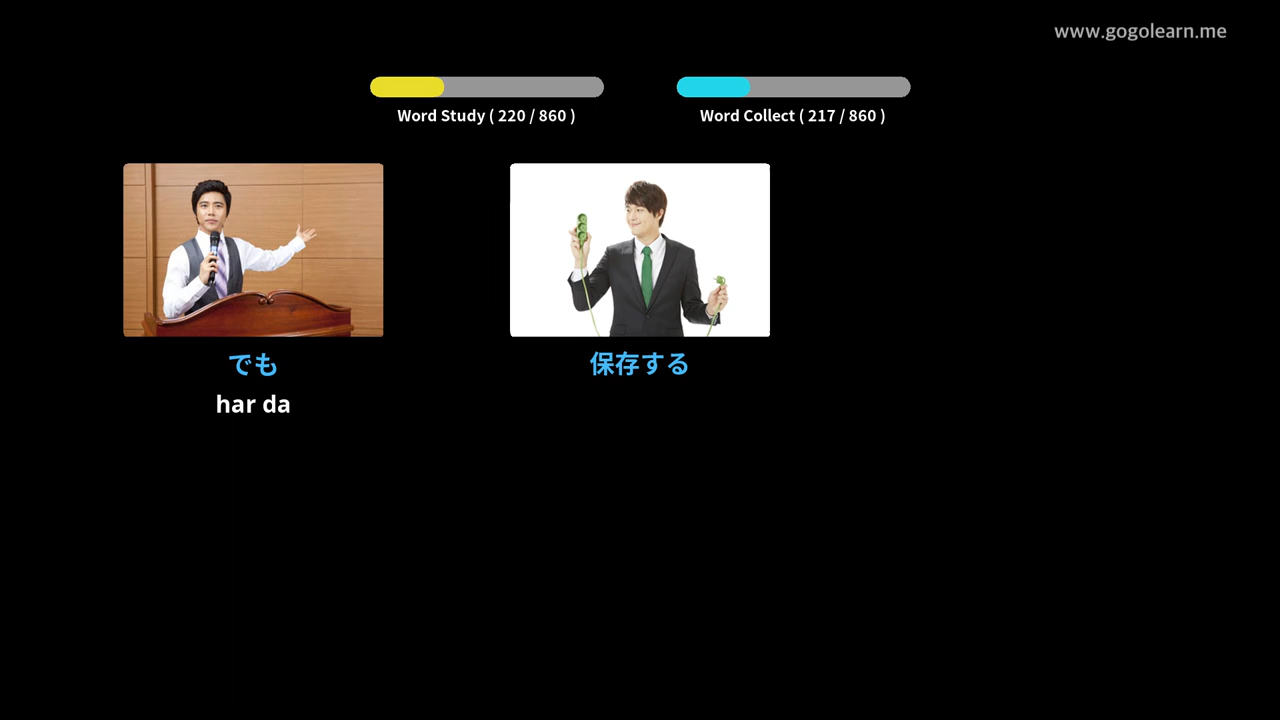 www.gogolearn.me
Word Study ( 220 / 860 )
Word Collect ( 217 / 860 )
でも
保存する
har da